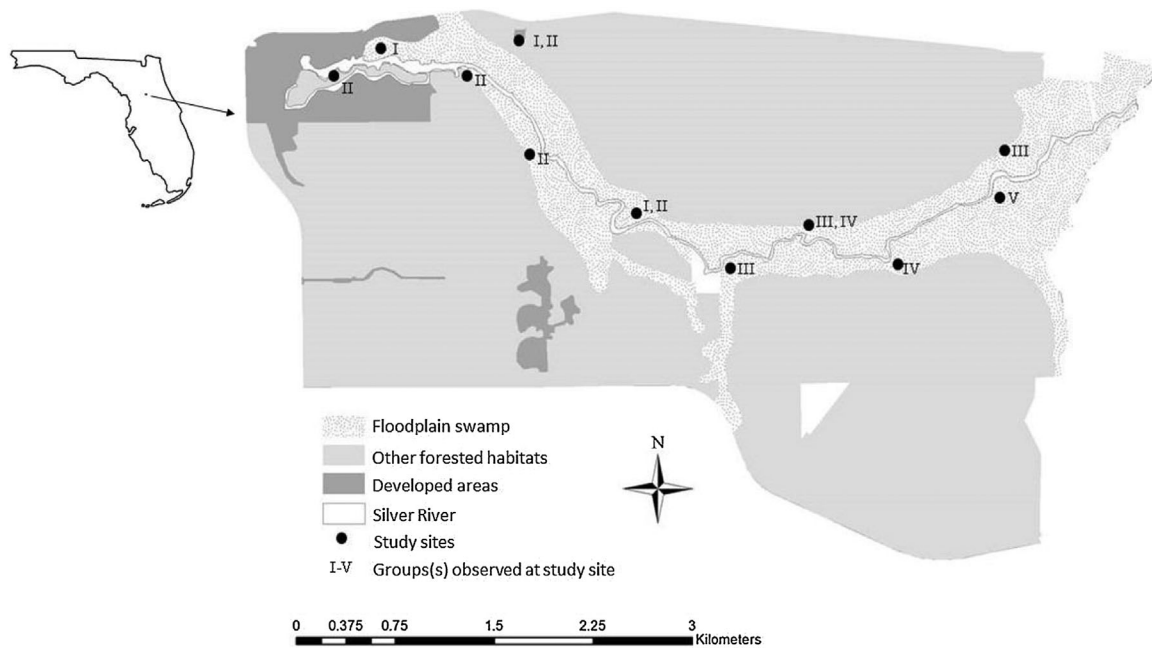 I
I, II
II
II
II
III
V
I, II
III, IV
III
IV
Floodplain swamp
Other forested habitats
N
Developed areas
Silver River
Study sites
I-V Groups(s) observed at study site
0 0.375 0.75 1.5 2.25 3
Kilometers